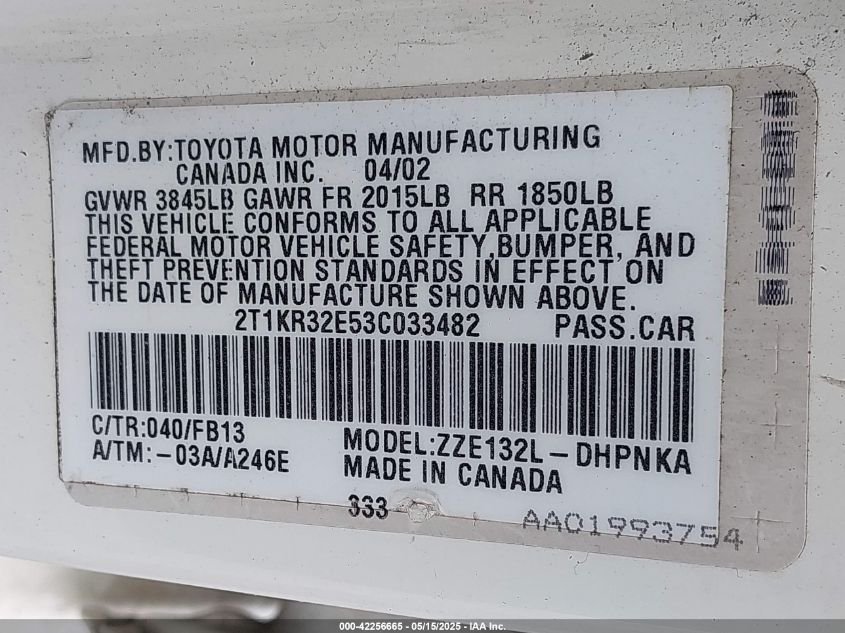 MFD.BY:TOYOTA MOTOR MANUFACTURING
CANADA INC. 04/02
GVWR 3845LB GAWR FR 2015LB RR 1850LB
THIS VEHICLE CONFORMS TO ALL APPLICABLE
FEDERAL MOTOR VEHICLE SAFETY,BUMPER, AND
THEFT PREVENTION STANDARDS IN EFFECT ON
THE DATE OF MANUFACTURE SHOWN ABOVE.
2T1KR32E53C033482 PASS.CAR
C/TR:040/FB13
A/TM:-03A/A246E
MODEL:ZZE132L-DHPNKA
MADE IN CANADA
333
AA01993754
000-42256665 - 05/15/2025 - IAA Inc.